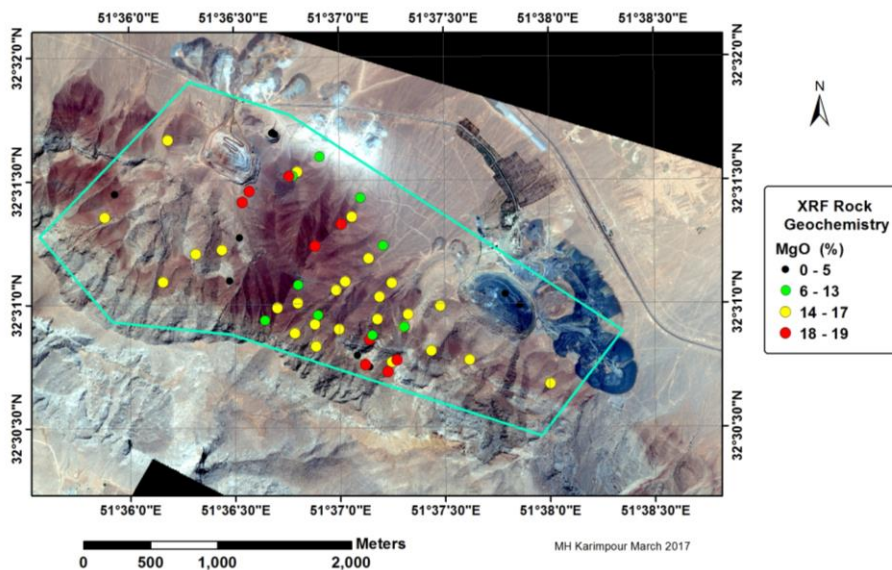 51°36'0"E 51°36'30"E 51°37'0"E 51°37'30"E 51°38'0"E 51°38'30"E
32°32'0"N
32°32'0"N
N
32°31'30"N
32°31'30"N
XRF Rock
Geochemistry
MgO (%)
0 - 5
6 - 13
14 - 17
18 - 19
32°31'0"N
32°31'0"N
32°30'30"N
32°30'30"N
51°36'0"E 51°36'30"E 51°37'0"E 51°37'30"E 51°38'0"E 51°38'30"E
Meters
0 500 1,000 2,000
MH Karimpour March 2017